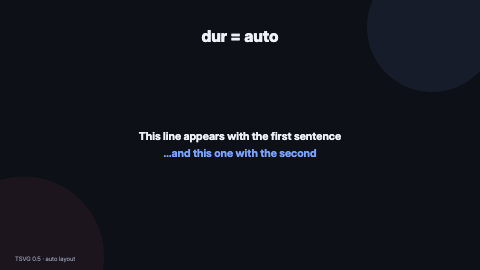 dur = auto
This line appears with the first sentence
...and this one with the second
TSVG 0.5 · auto layout